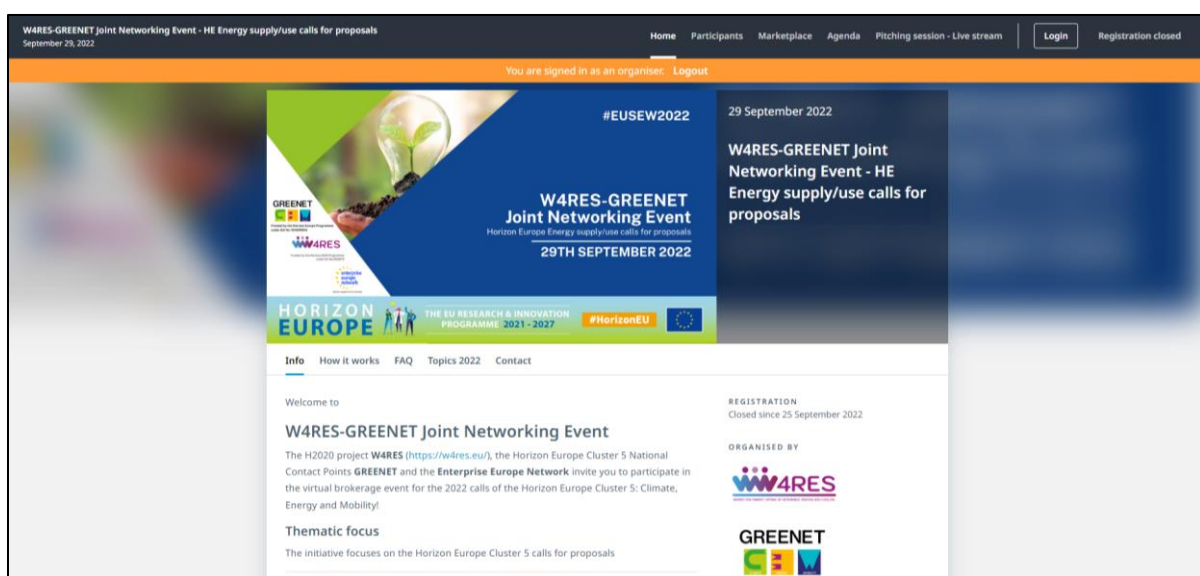 W4RES-GREENET Joint Networking Event - HE Energy supply/use calls for proposals
September 29, 2022
Home Participants Marketplace Agenda Pitching session - Live stream Login Registration closed
You are signed in as an organiser. Logout
#EUSEW2022
W4RES-GREENET
Joint Networking Event
Horizon Europe Energy supply/use calls for proposals
29TH SEPTEMBER 2022
GREENET
W4RES
enterprise
europe
network
HORIZON
EUROPE
THE EU RESEARCH & INNOVATION
PROGRAMME 2021 - 2027
#HorizonEU
29 September 2022
W4RES-GREENET Joint
Networking Event - HE
Energy supply/use calls for
proposals
Info How it works FAQ Topics 2022 Contact
Welcome to
W4RES-GREENET Joint Networking Event
The H2020 project W4RES (https://w4res.eu/), the Horizon Europe Cluster 5 National
Contact Points GREENET and the Enterprise Europe Network invite you to participate in
the virtual brokerage event for the 2022 calls of the Horizon Europe Cluster 5: Climate,
Energy and Mobility!
Thematic focus
The initiative focuses on the Horizon Europe Cluster 5 calls for proposals
REGISTRATION
Closed since 25 September 2022
ORGANISED BY
W4RES
GREENET